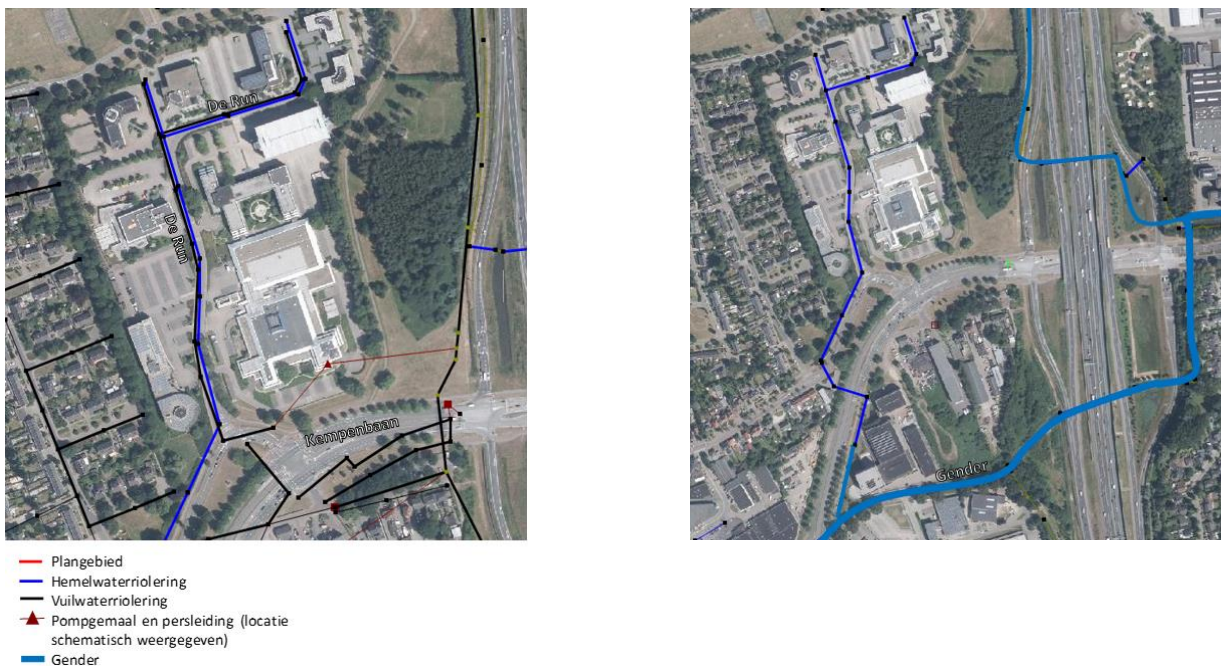 De Run
De Run
Kempenbaan
Gender
Plangebied
Hemelwaterriolering
Vuilwaterriolering
Pompgemaal en persleiding (locatie
schematisch weergegeven)
Gender